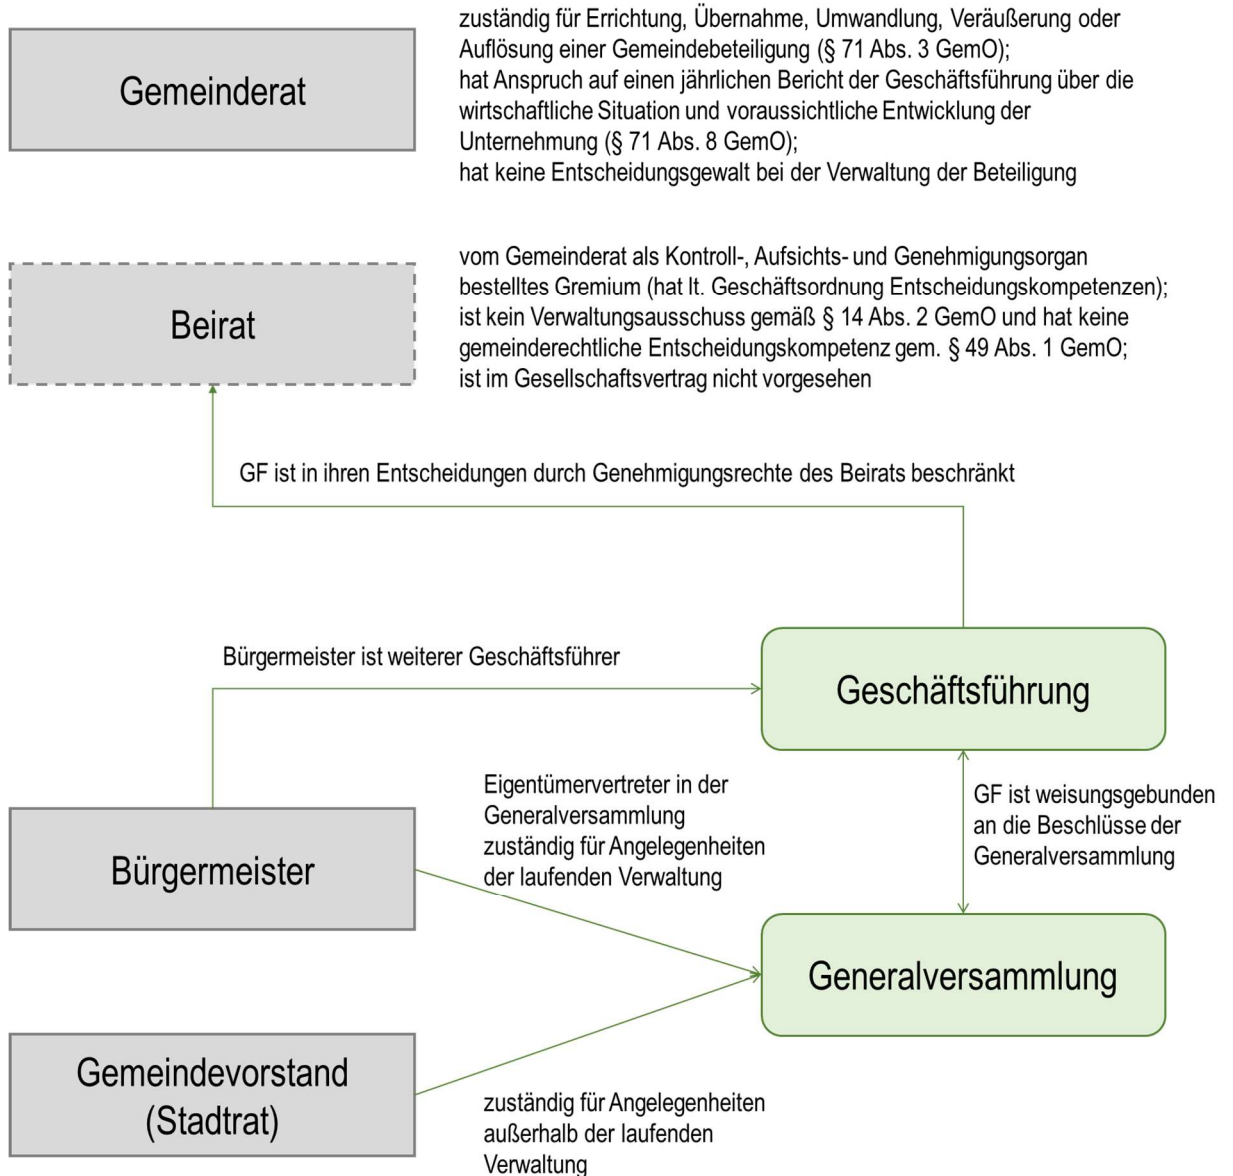 zuständig für Errichtung, Übernahme, Umwandlung, Veräußerung oder
Auflösung einer Gemeindebeteiligung (§ 71 Abs. 3 GemO);
hat Anspruch auf einen jährlichen Bericht der Geschäftsführung über die
wirtschaftliche Situation und voraussichtliche Entwicklung der
Unternehmung (§ 71 Abs. 8 GemO);
hat keine Entscheidungsgewalt bei der Verwaltung der Beteiligung
Gemeinderat
vom Gemeinderat als Kontroll-, Aufsichts- und Genehmigungsorgan
bestelltes Gremium (hat lt. Geschäftsordnung Entscheidungskompetenzen);
ist kein Verwaltungsausschuss gemäß § 14 Abs. 2 GemO und hat keine
gemeinderechtliche Entscheidungskompetenz gem. § 49 Abs. 1 GemO;
ist im Gesellschaftsvertrag nicht vorgesehen
Beirat
GF ist in ihren Entscheidungen durch Genehmigungsrechte des Beirats beschränkt
Bürgermeister ist weiterer Geschäftsführer
Geschäftsführung
Eigentümervertreter in der
Generalversammlung
zuständig für Angelegenheiten
der laufenden Verwaltung
GF ist weisungsgebunden
an die Beschlüsse der
Generalversammlung
Bürgermeister
Generalversammlung
Gemeindevorstand
(Stadtrat)
zuständig für Angelegenheiten
außerhalb der laufenden
Verwaltung